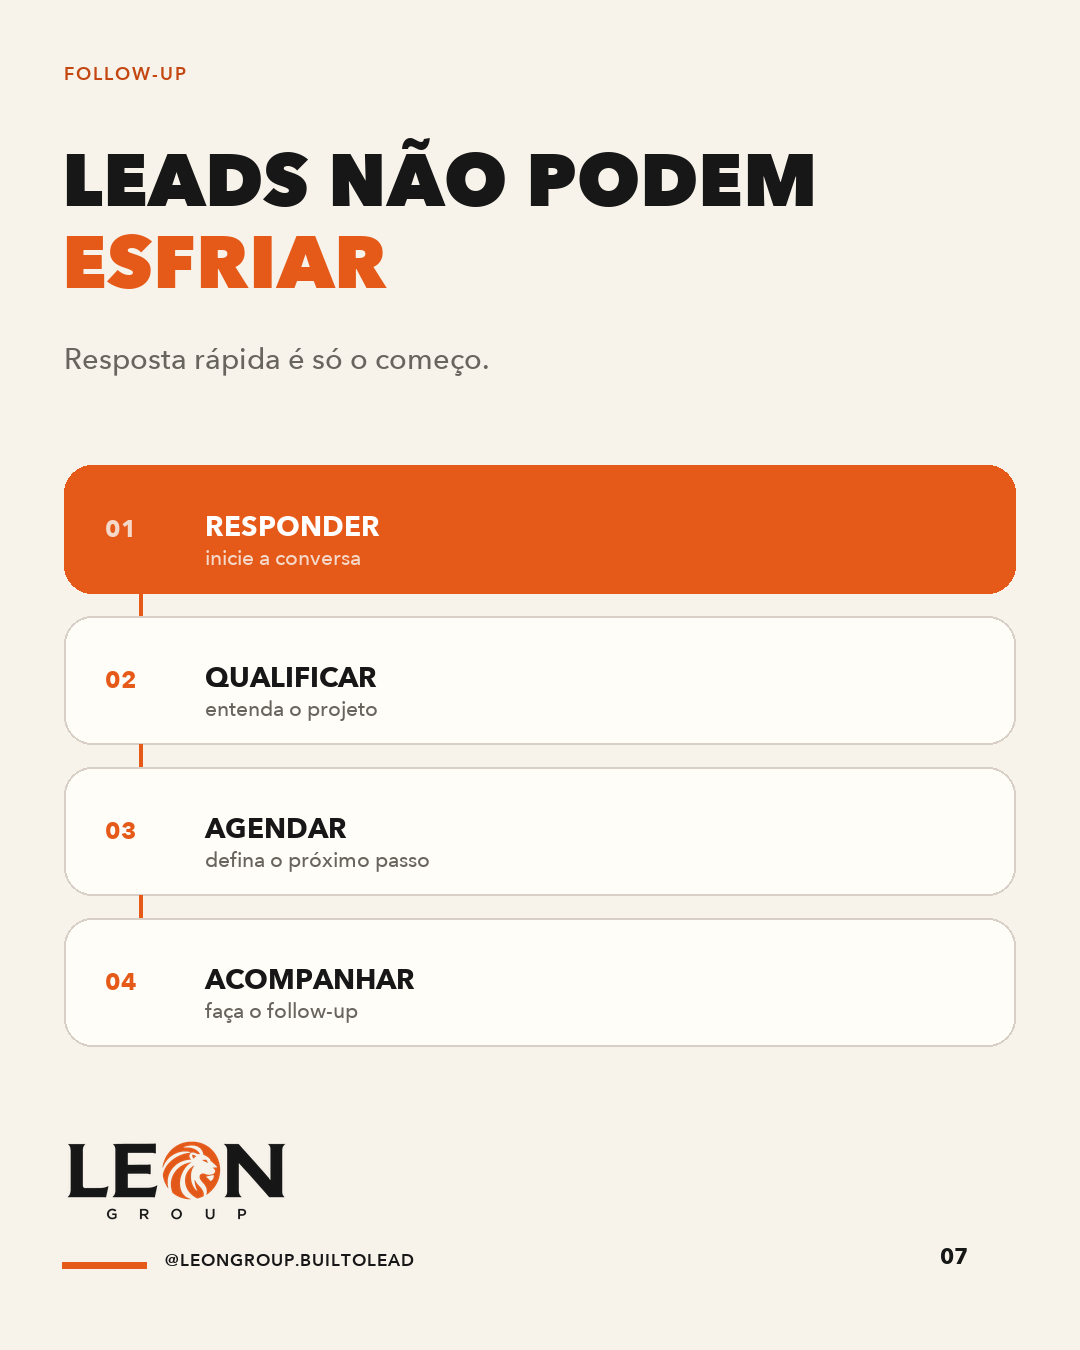 FOLLOW-UP
LEADS NÃO PODEM
ESFRIAR
Resposta rápida é só o começo.
01
RESPONDER
inicie a conversa
02
QUALIFICAR
entenda o projeto
03
AGENDAR
defina o próximo passo
04
ACOMPANHAR
faça o follow-up
LEON
GROUP
@LEONGROUP.BUILTOLEAD
07